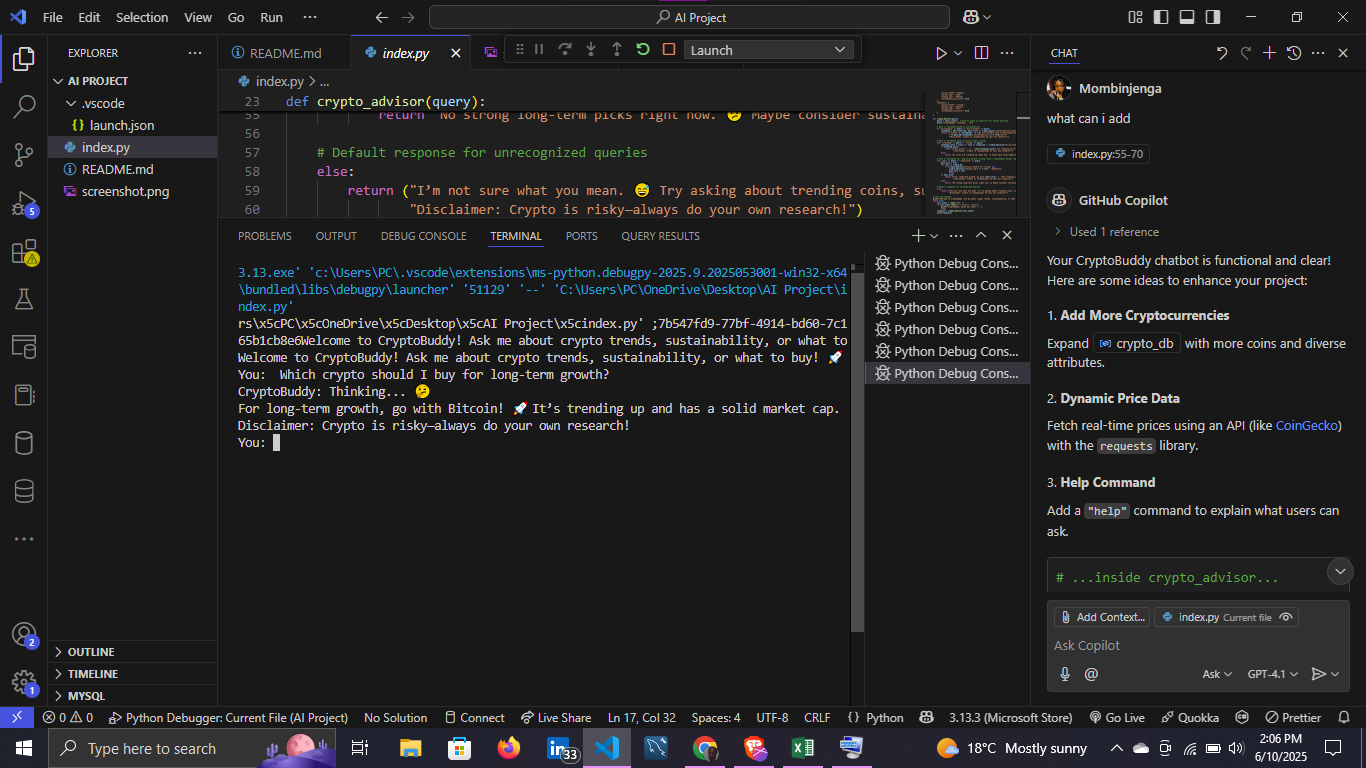 File Edit Selection View Go Run ···
AI Project
EXPLORER
AI PROJECT
.vscode
launch.json
index.py
README.md
screenshot.png
OUTLINE
TIMELINE
MYSQL
5
2
1
README.md
index.py
Launch
index.py > ...
23 def crypto_advisor(query):
55 return "No strong long-term picks right now. 🤔 Maybe consider sustaina
56
57 # Default response for unrecognized queries
58 else:
59 return ("I’m not sure what you mean. 😅 Try asking about trending coins, su
60 "Disclaimer: Crypto is risky—always do your own research!")
PROBLEMS OUTPUT DEBUG CONSOLE TERMINAL PORTS QUERY RESULTS
3.13.exe' 'c:\Users\PC\.vscode\extensions\ms-python.debugpy-2025.9.2025053001-win32-x64
\bundled\libs\debugpy\launcher' '51129' '--' 'C:\Users\PC\OneDrive\Desktop\AI Project\i
ndex.py'
rs\x5cPC\x5cOneDrive\x5cDesktop\x5cAI Project\x5cindex.py' ;7b547fd9-77bf-4914-bd60-7c1
65b1cb8e6Welcome to CryptoBuddy! Ask me about crypto trends, sustainability, or what to
Welcome to CryptoBuddy! Ask me about crypto trends, sustainability, or what to buy! 🚀
You:  Which crypto should I buy for long-term growth?
CryptoBuddy: Thinking... 🤔
For long-term growth, go with Bitcoin! 🚀 It’s trending up and has a solid market cap.
Disclaimer: Crypto is risky—always do your own research!
You:
Python Debug Cons...
Python Debug Cons...
Python Debug Cons...
Python Debug Cons...
Python Debug Cons...
Python Debug Cons...
CHAT
Mombinjenga
what can i add
index.py:55-70
GitHub Copilot
Used 1 reference
Your CryptoBuddy chatbot is functional and clear!
Here are some ideas to enhance your project:
1. Add More Cryptocurrencies
Expand crypto_db with more coins and diverse
attributes.
2. Dynamic Price Data
Fetch real-time prices using an API (like CoinGecko)
with the requests library.
3. Help Command
Add a "help" command to explain what users can
ask.
# ...inside crypto_advisor...
Add Context... index.py Current file
Ask Copilot
@ Ask GPT-4.1
0 0 Python Debugger: Current File (AI Project) No Solution Connect Live Share Ln 17, Col 32 Spaces: 4 UTF-8 CRLF {} Python 3.13.3 (Microsoft Store) Go Live Quokka Prettier
Type here to search
33
18°C Mostly sunny
2:06 PM
6/10/2025